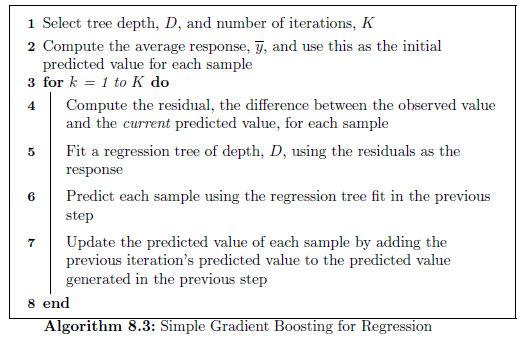 1 Select tree depth, D, and number of iterations, K
2 Compute the average response, y̅, and use this as the initial
predicted value for each sample
3 for k = 1 to K do
4 Compute the residual, the difference between the observed value
and the current predicted value, for each sample
5 Fit a regression tree of depth, D, using the residuals as the
response
6 Predict each sample using the regression tree fit in the previous
step
7 Update the predicted value of each sample by adding the
previous iteration's predicted value to the predicted value
generated in the previous step
8 end
Algorithm 8.3: Simple Gradient Boosting for Regression